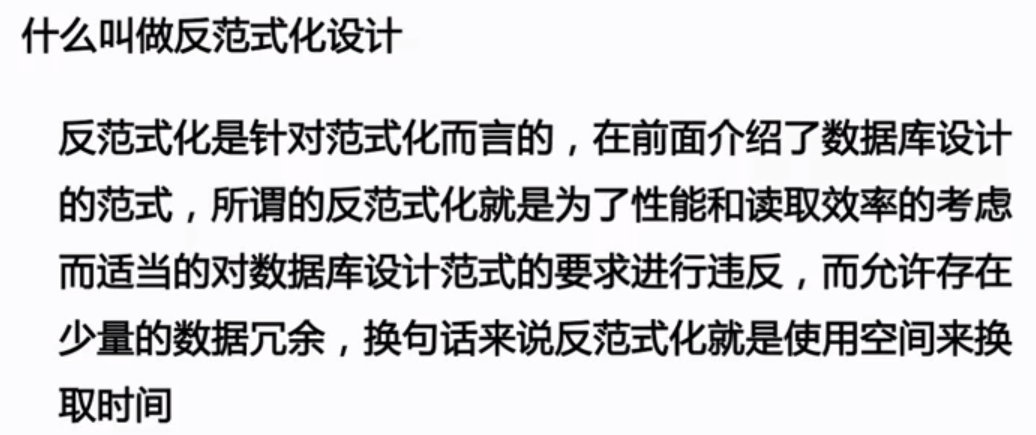 什么叫做反范式化设计
反范式化是针对范式化而言的，在前面介绍了数据库设计
的范式，所谓的反范式化就是为了性能和读取效率的考虑
而适当的对数据库设计范式的要求进行违反，而允许存在
少量的数据冗余，换句话来说反范式化就是使用空间来换
取时间